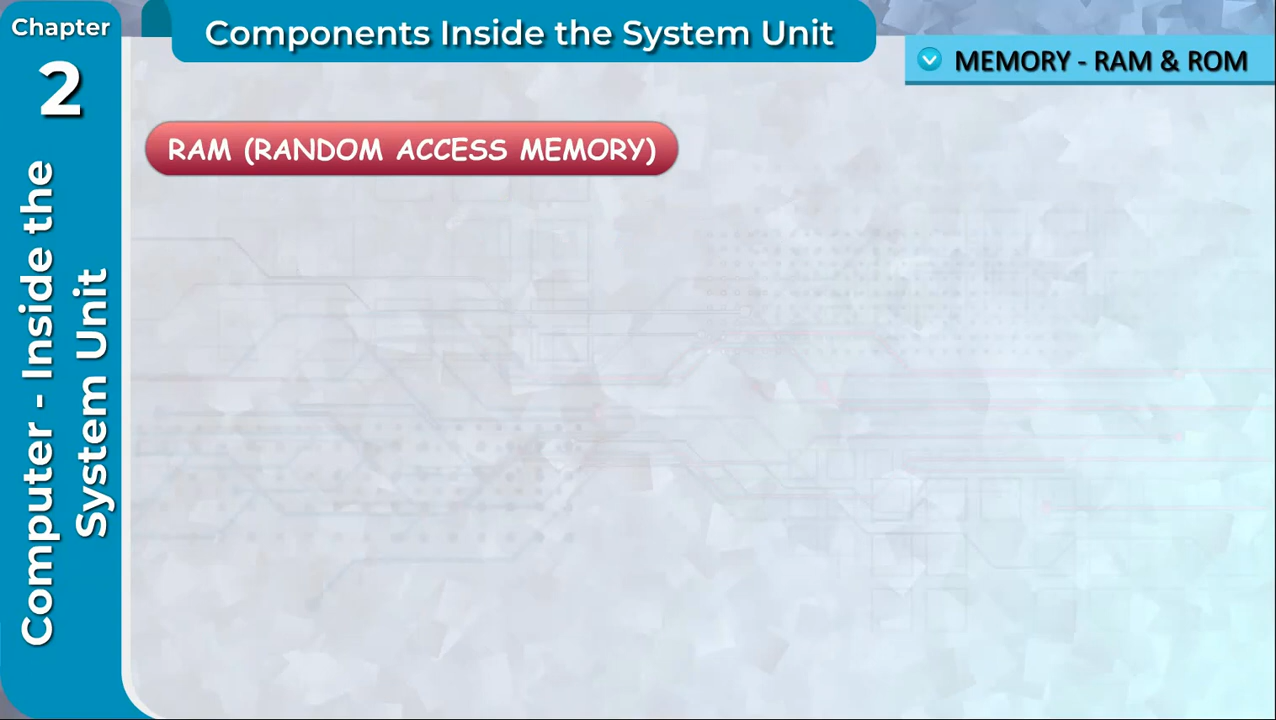 Chapter
2
Computer - Inside the
System Unit
Components Inside the System Unit
MEMORY - RAM & ROM
RAM (RANDOM ACCESS MEMORY)